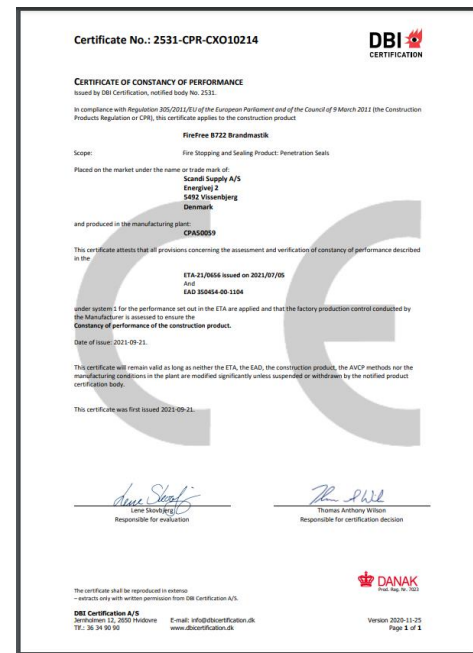 Certificate No.: 2531-CPR-CXO10214
DBI
CERTIFICATION
CERTIFICATE OF CONSTANCY OF PERFORMANCE
Issued by DBI Certification, notified body No. 2531.
In compliance with Regulation 305/2011/EU of the European Parliament and of the Council of 9 March 2011 (the Construction
Products Regulation or CPR), this certificate applies to the construction product
FireFree B722 Brandmastik
Scope: Fire Stopping and Sealing Product: Penetration Seals
Placed on the market under the name or trade mark of:
Scandi Supply A/S
Energivej 2
5492 Vissenbjerg
Denmark
and produced in the manufacturing plant:
CPA50059
This certificate attests that all provisions concerning the assessment and verification of constancy of performance described
in the
ETA-21/0656 issued on 2021/07/05
And
EAD 350454-00-1104
under system 1 for the performance set out in the ETA are applied and that the factory production control conducted by
the Manufacturer is assessed to ensure the
Constancy of performance of the construction product.
Date of issue: 2021-09-21.
This certificate will remain valid as long as neither the ETA, the EAD, the construction product, the AVCP methods nor the
manufacturing conditions in the plant are modified significantly unless suspended or withdrawn by the notified product
certification body.
This certificate was first issued 2021-09-21.
Lene Skovbjerg
Responsible for evaluation
Thomas Anthony Wilson
Responsible for certification decision
DANAK
Prod. Reg. Nr. 7023
The certificate shall be reproduced in extenso
– extracts only with written permission from DBI Certification A/S.
DBI Certification A/S
Jernholmen 12, 2650 Hvidovre E-mail: info@dbicertification.dk Version 2020-11-25
Tlf.: 36 34 90 90 www.dbicertification.dk Page 1 of 1